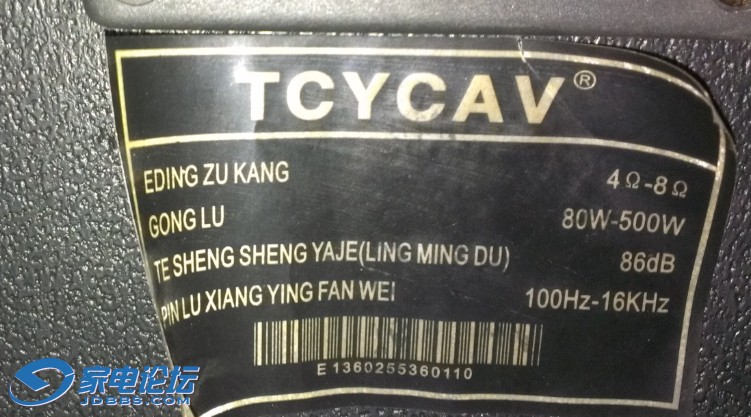 TCYCAV®
EDING ZU KANG 4Ω-8Ω
GONG LU 80W-500W
TE SHENG SHENG YAJE(LING MING DU) 86dB
PIN LU XIANG YING FAN WEI 100Hz-16KHz
E1360255360110
家电论坛
JDBBS.COM